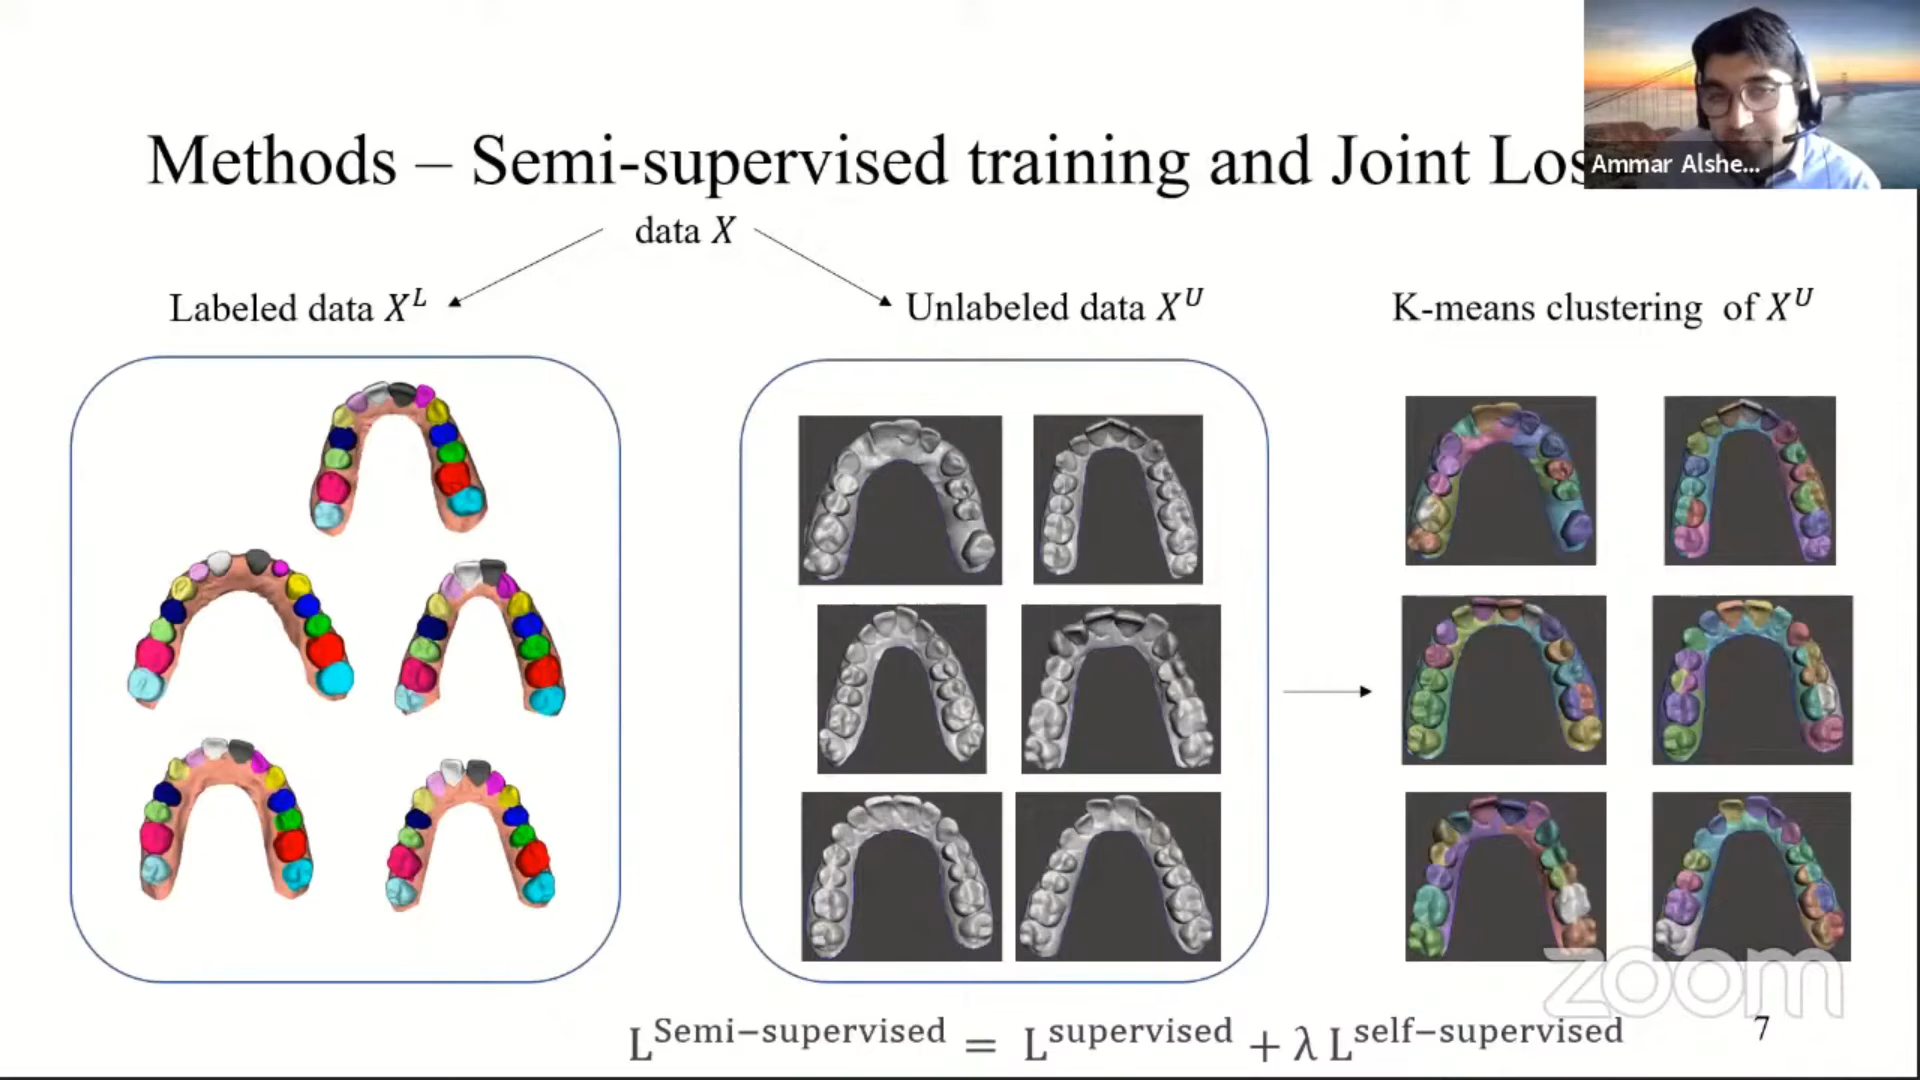 Methods – Semi-supervised training and Joint Los
Ammar Alshe...
data X
Labeled data X^L
Unlabeled data X^U
K-means clustering of X^U
zoom
L^Semi−supervised = L^supervised + λ L^self−supervised
7